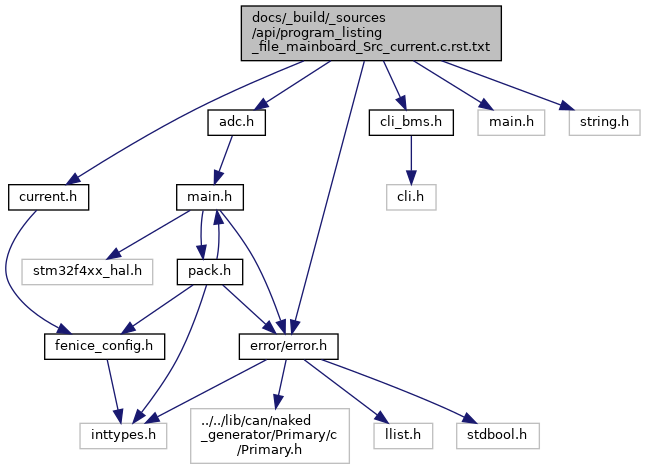 docs/_build/_sources
/api/program_listing
_file_mainboard_Src_current.c.rst.txt
adc.h
cli_bms.h
main.h
string.h
current.h
main.h
cli.h
stm32f4xx_hal.h
pack.h
fenice_config.h
error/error.h
inttypes.h
../../lib/can/naked
_generator/Primary/c
/Primary.h
llist.h
stdbool.h